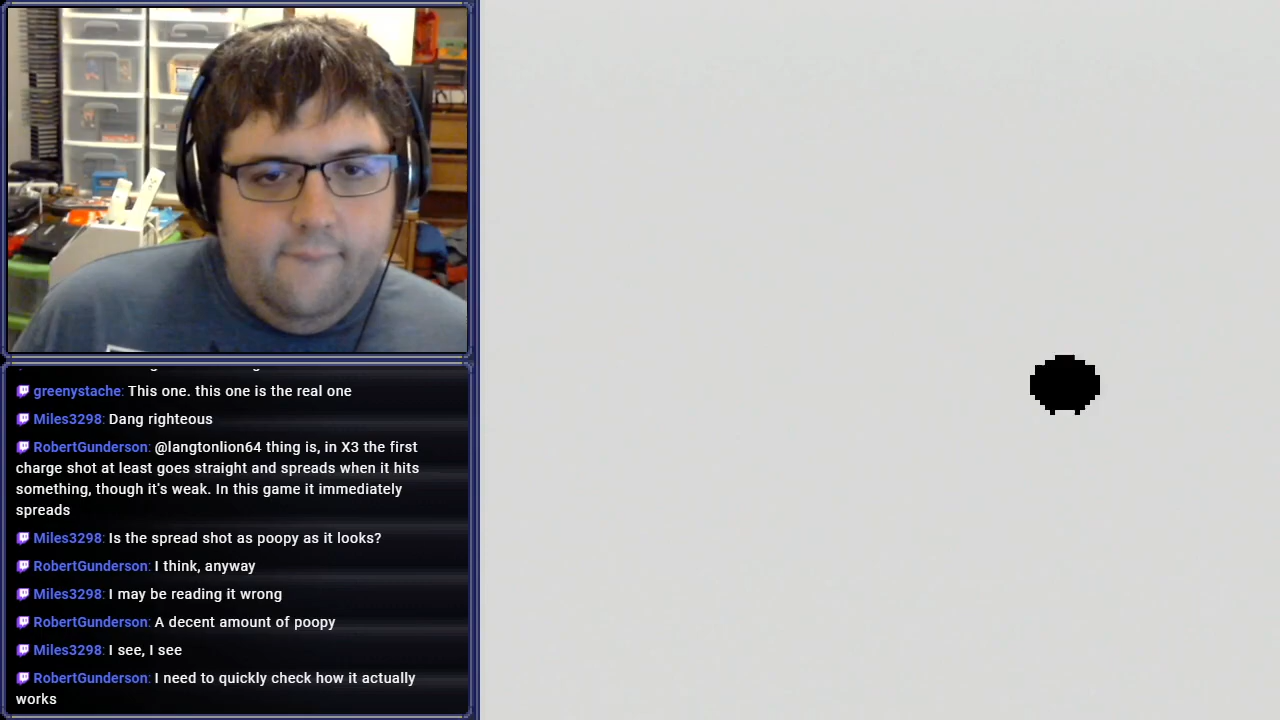 greenystache: This one. this one is the real one
Miles3298: Dang righteous
RobertGunderson: @langtonlion64 thing is, in X3 the first
charge shot at least goes straight and spreads when it hits
something, though it's weak. In this game it immediately
spreads
Miles3298: Is the spread shot as poopy as it looks?
RobertGunderson: I think, anyway
Miles3298: I may be reading it wrong
RobertGunderson: A decent amount of poopy
Miles3298: I see, I see
RobertGunderson: I need to quickly check how it actually
works